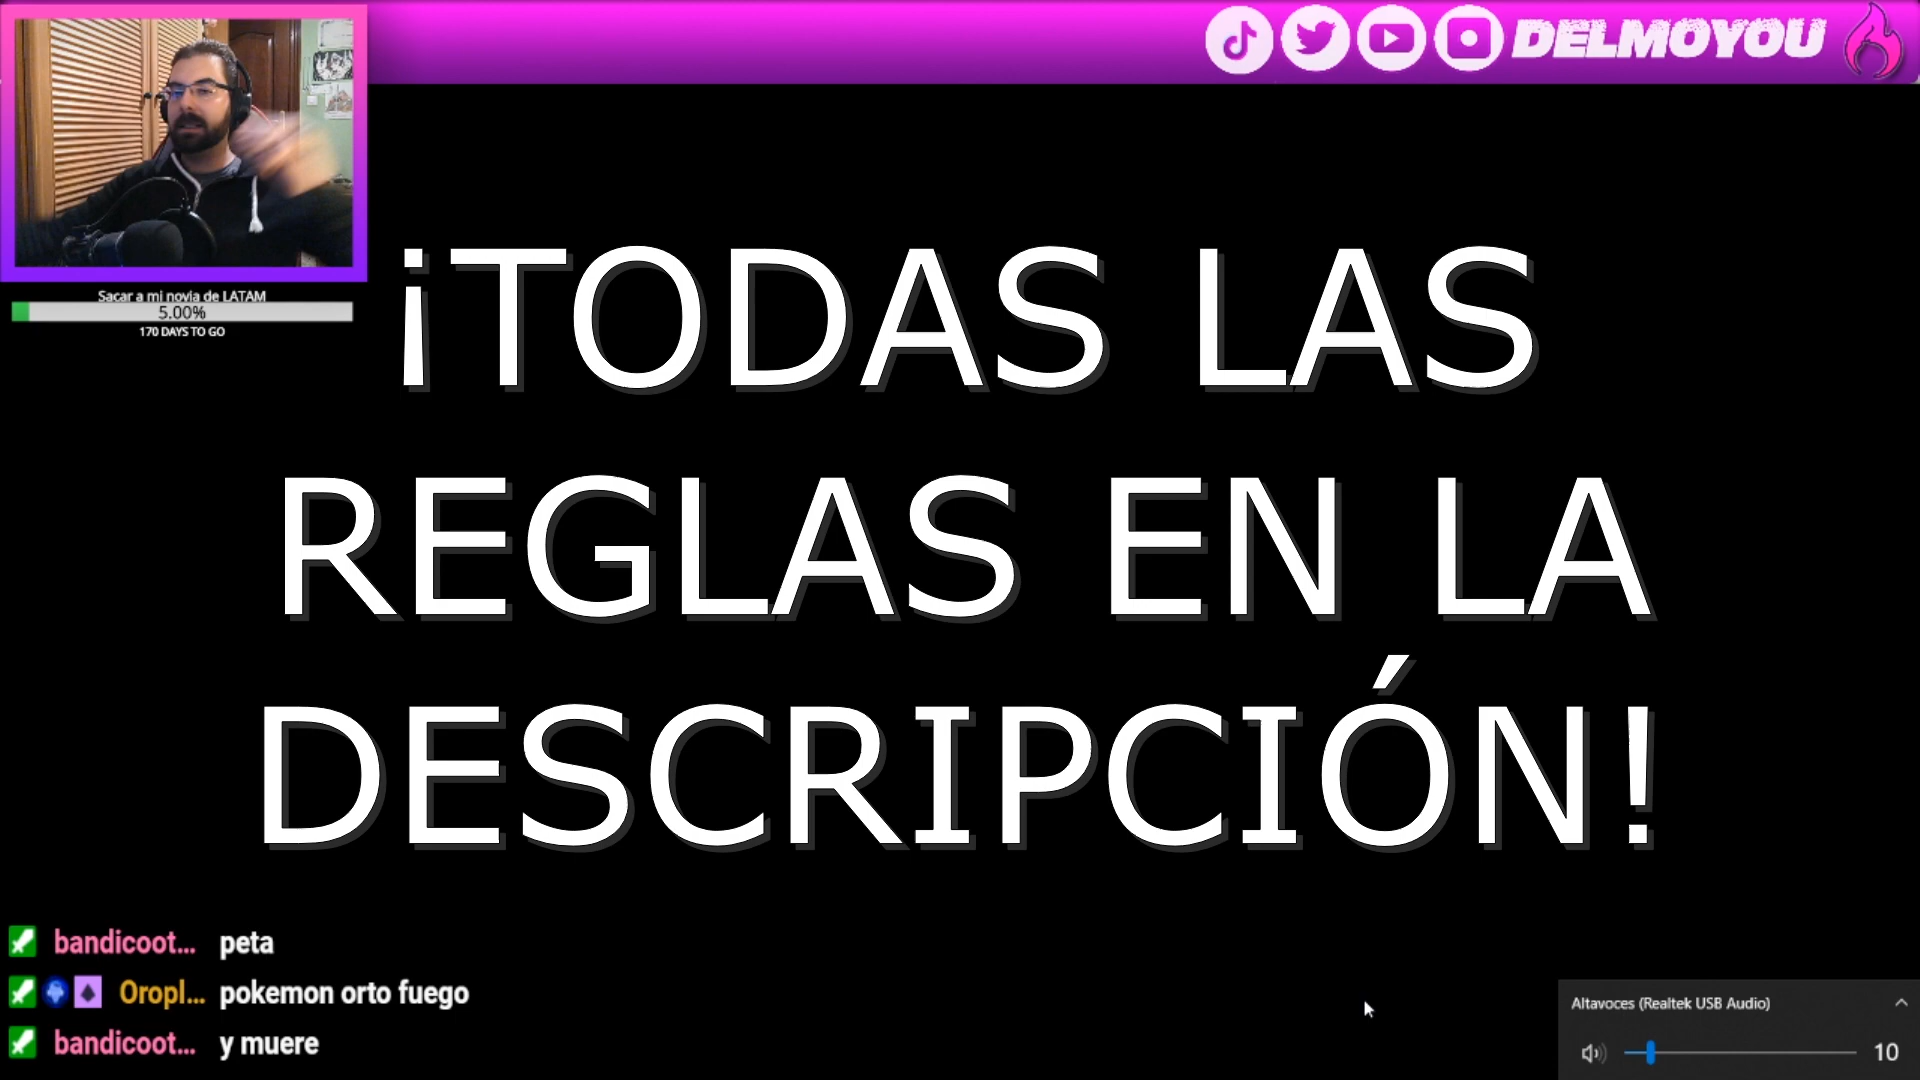 DELMOYOU
Sacar a mi novia de LATAM
5.00%
170 DAYS TO GO
¡TODAS LAS
REGLAS EN LA
DESCRIPCIÓN!
bandicoot... peta
Oropl... pokemon orto fuego
bandicoot... y muere
Altavoces (Realtek USB Audio)
10